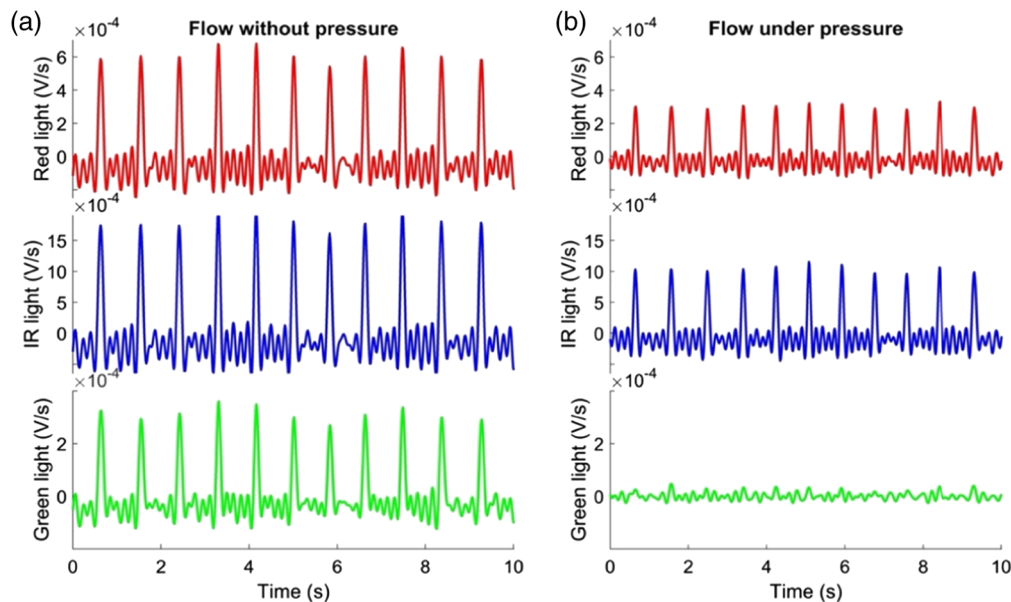 (a)
Flow without pressure
×10⁻⁴
Red light (V/s)
6
4
2
0
×10⁻⁴
IR light (V/s)
15
10
5
0
×10⁻⁴
Green light (V/s)
2
0
0 2 4 6 8 10
Time (s)
(b)
Flow under pressure
×10⁻⁴
Red light (V/s)
6
4
2
0
×10⁻⁴
IR light (V/s)
15
10
5
0
×10⁻⁴
Green light (V/s)
2
0
0 2 4 6 8 10
Time (s)